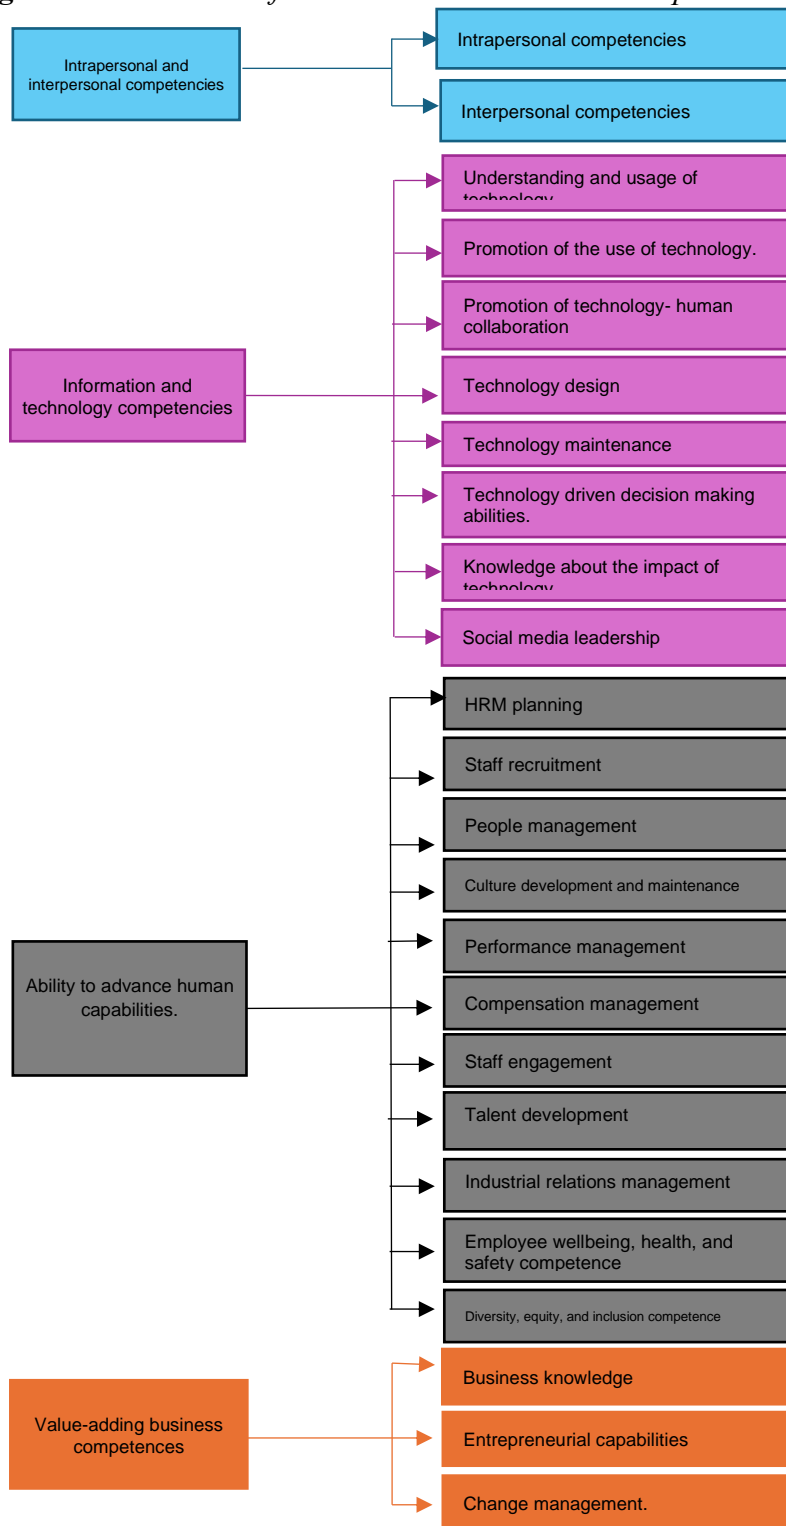 Intrapersonal and
interpersonal competencies
Intrapersonal competencies
Interpersonal competencies
Information and
technology competencies
Understanding and usage of
technology
Promotion of the use of technology.
Promotion of technology- human
collaboration
Technology design
Technology maintenance
Technology driven decision making
abilities.
Knowledge about the impact of
technology
Social media leadership
Ability to advance human
capabilities.
HRM planning
Staff recruitment
People management
Culture development and maintenance
Performance management
Compensation management
Staff engagement
Talent development
Industrial relations management
Employee wellbeing, health, and
safety competence
Diversity, equity, and inclusion competence
Value-adding business
competences
Business knowledge
Entrepreneurial capabilities
Change management.